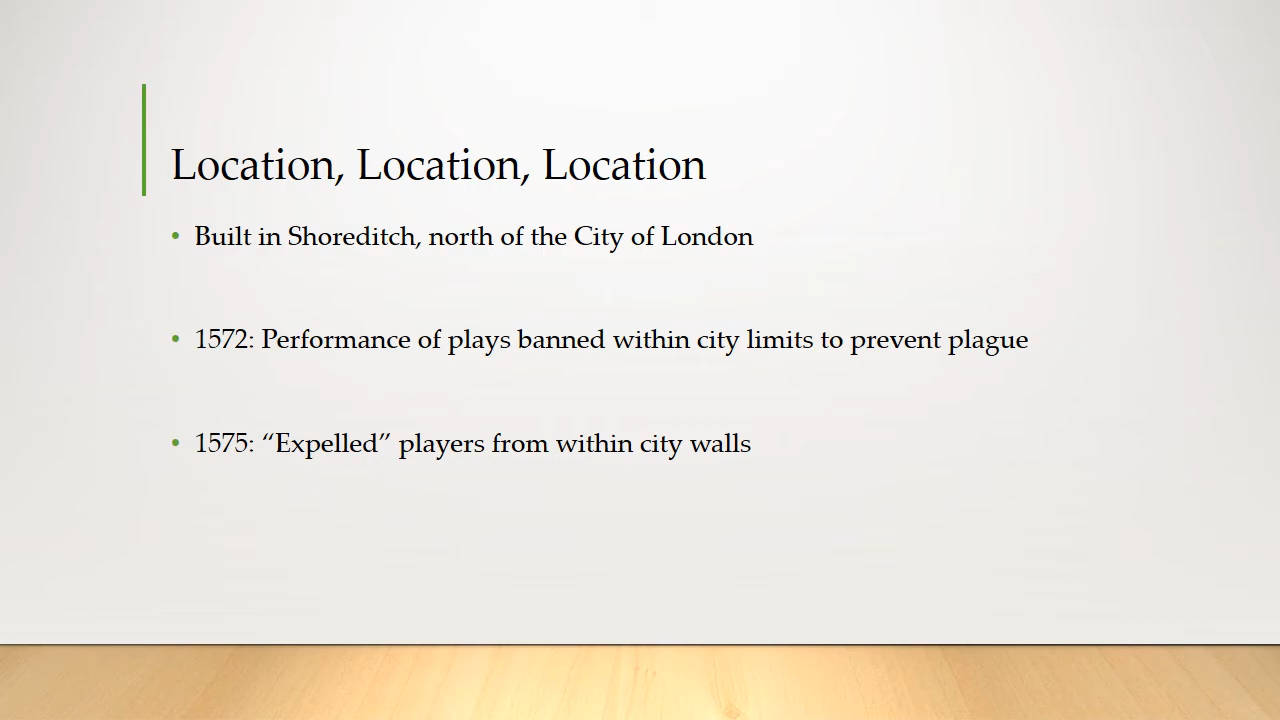 Location, Location, Location
• Built in Shoreditch, north of the City of London
• 1572: Performance of plays banned within city limits to prevent plague
• 1575: “Expelled” players from within city walls